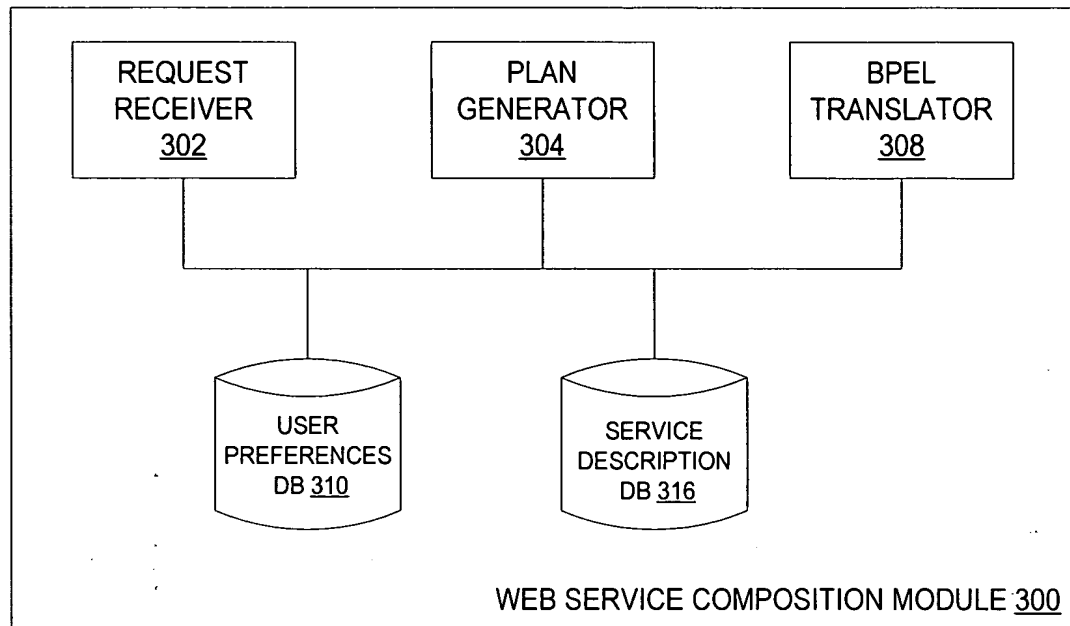 REQUEST
RECEIVER
302
PLAN
GENERATOR
304
BPEL
TRANSLATOR
308
USER
PREFERENCES
DB 310
SERVICE
DESCRIPTION
DB 316
WEB SERVICE COMPOSITION MODULE 300